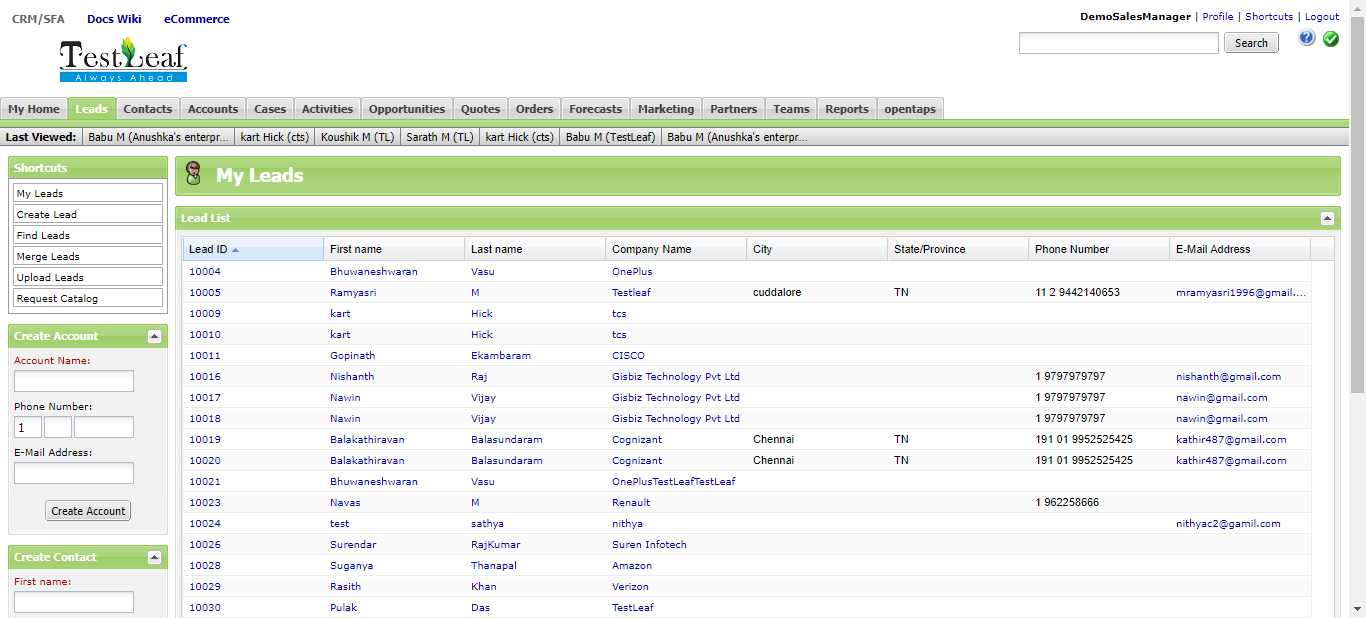 CRM/SFA Docs Wiki eCommerce
DemoSalesManager | Profile | Shortcuts | Logout
TestLeaf
Always Ahead
Search
My Home Leads Contacts Accounts Cases Activities Opportunities Quotes Orders Forecasts Marketing Partners Teams Reports opentaps
Last Viewed: Babu M (Anushka's enterpr... kart Hick (cts) Koushik M (TL) Sarath M (TL) kart Hick (cts) Babu M (TestLeaf) Babu M (Anushka's enterpr...
Shortcuts
My Leads
Create Lead
Find Leads
Merge Leads
Upload Leads
Request Catalog
Create Account
Account Name:
Phone Number:
1
E-Mail Address:
Create Account
Create Contact
First name:
My Leads
Lead List
Lead ID First name Last name Company Name City State/Province Phone Number E-Mail Address
10004 Bhuwaneshwaran Vasu OnePlus
10005 Ramyasri M Testleaf cuddalore TN 11 2 9442140653 mramyasri1996@gmail....
10009 kart Hick tcs
10010 kart Hick tcs
10011 Gopinath Ekambaram CISCO
10016 Nishanth Raj Gisbiz Technology Pvt Ltd 1 9797979797 nishanth@gmail.com
10017 Nawin Vijay Gisbiz Technology Pvt Ltd 1 9797979797 nawin@gmail.com
10018 Nawin Vijay Gisbiz Technology Pvt Ltd 1 9797979797 nawin@gmail.com
10019 Balakathiravan Balasundaram Cognizant Chennai TN 191 01 9952525425 kathir487@gmail.com
10020 Balakathiravan Balasundaram Cognizant Chennai TN 191 01 9952525425 kathir487@gmail.com
10021 Bhuwaneshwaran Vasu OnePlusTestLeafTestLeaf
10023 Navas M Renault 1 962258666
10024 test sathya nithya nithyac2@gamil.com
10026 Surendar RajKumar Suren Infotech
10028 Suganya Thanapal Amazon
10029 Rasith Khan Verizon
10030 Pulak Das TestLeaf